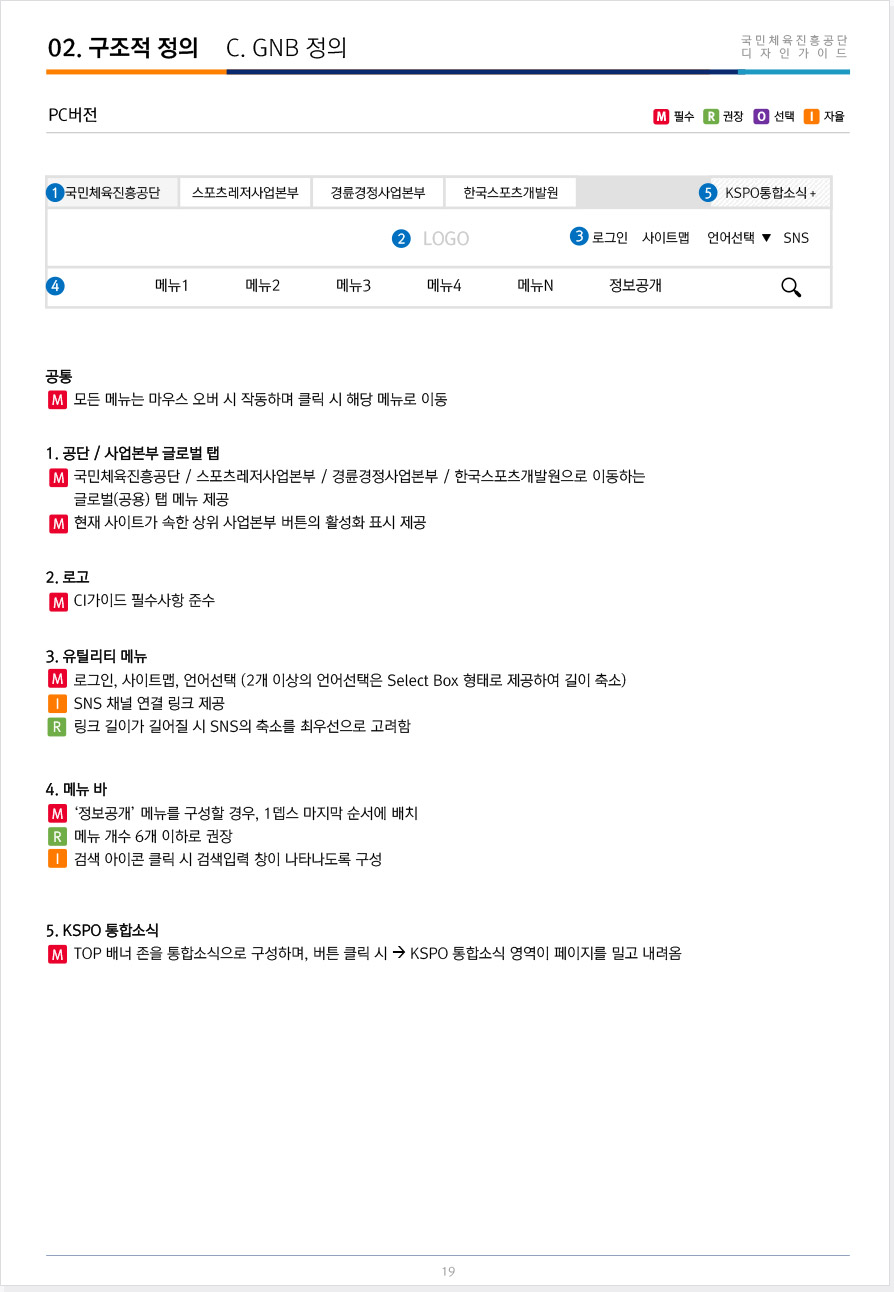 02. 구조적 정의 C. GNB 정의
국민체육진흥공단
디자인가이드
PC버전
M 필수 R 권장 O 선택 I 자율
1 국민체육진흥공단 스포츠레저사업본부 경륜경정사업본부 한국스포츠개발원 5 KSPO통합소식 +
2 LOGO 3 로그인 사이트맵 언어선택 ▼ SNS
4 메뉴1 메뉴2 메뉴3 메뉴4 메뉴N 정보공개
공통
M 모든 메뉴는 마우스 오버 시 작동하며 클릭 시 해당 메뉴로 이동
1. 공단 / 사업본부 글로벌 탭
M 국민체육진흥공단 / 스포츠레저사업본부 / 경륜경정사업본부 / 한국스포츠개발원으로 이동하는
글로벌(공용) 탭 메뉴 제공
M 현재 사이트가 속한 상위 사업본부 버튼의 활성화 표시 제공
2. 로고
M CI가이드 필수사항 준수
3. 유틸리티 메뉴
M 로그인, 사이트맵, 언어선택 (2개 이상의 언어선택은 Select Box 형태로 제공하여 길이 축소)
I SNS 채널 연결 링크 제공
R 링크 길이가 길어질 시 SNS의 축소를 최우선으로 고려함
4. 메뉴 바
M ‘정보공개’ 메뉴를 구성할 경우, 1뎁스 마지막 순서에 배치
R 메뉴 개수 6개 이하로 권장
I 검색 아이콘 클릭 시 검색입력 창이 나타나도록 구성
5. KSPO 통합소식
M TOP 배너 존을 통합소식으로 구성하며, 버튼 클릭 시 → KSPO 통합소식 영역이 페이지를 밀고 내려옴
19